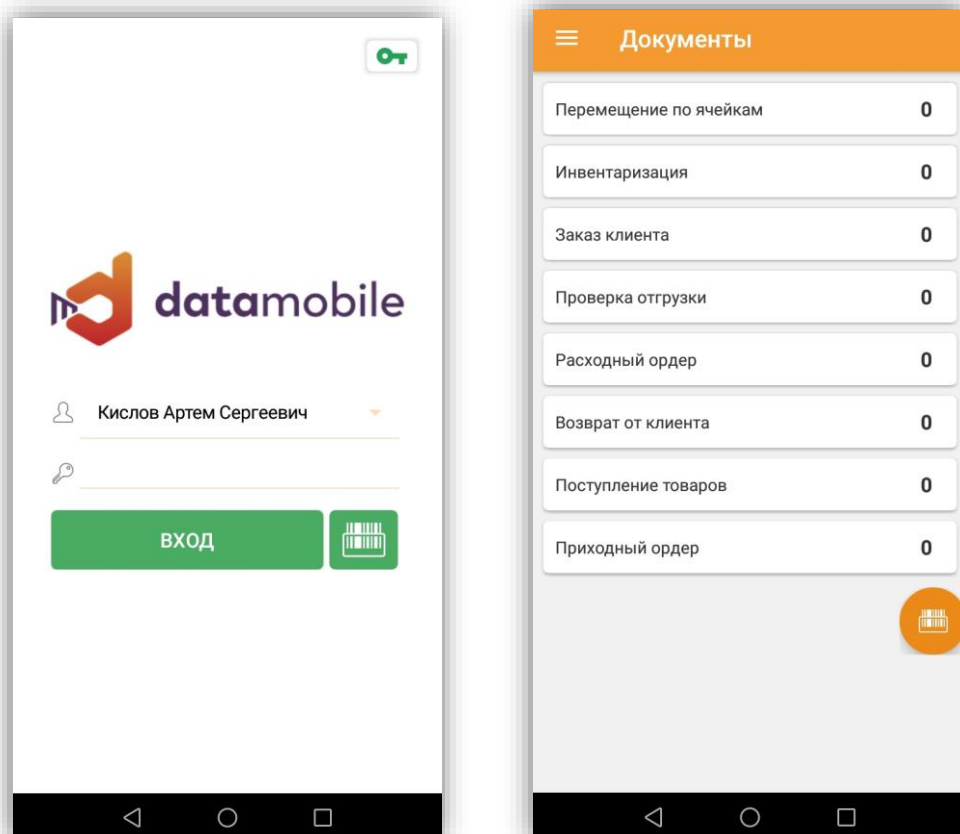 datamobile
Кислов Артем Сергеевич
ВХОД
Документы
Перемещение по ячейкам 0
Инвентаризация 0
Заказ клиента 0
Проверка отгрузки 0
Расходный ордер 0
Возврат от клиента 0
Поступление товаров 0
Приходный ордер 0